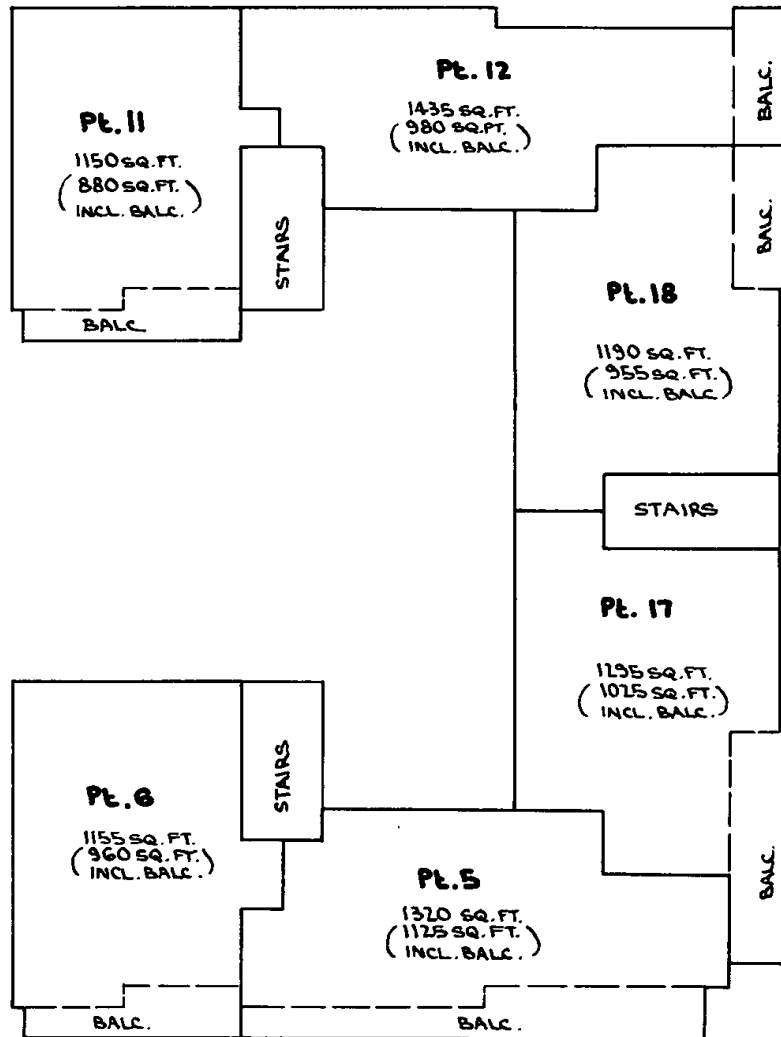 Pt. 11
1150 SQ.FT.
(880 SQ.FT.
INCL. BALC.)
BALC
STAIRS
Pt. 12
1435 SQ.FT.
(980 SQ.FT.
INCL. BALC.)
BALC.
BALC.
Pt. 18
1190 SQ.FT.
(955 SQ.FT.
INCL. BALC)
STAIRS
Pt. 17
1295 SQ.FT.
(1025 SQ.FT.
INCL. BALC.)
BALC.
Pt. 6
1155 SQ.FT.
(960 SQ.FT.
INCL. BALC.)
STAIRS
BALC.
Pt. 5
1320 SQ.FT.
(1125 SQ.FT.
INCL. BALC.)
BALC.